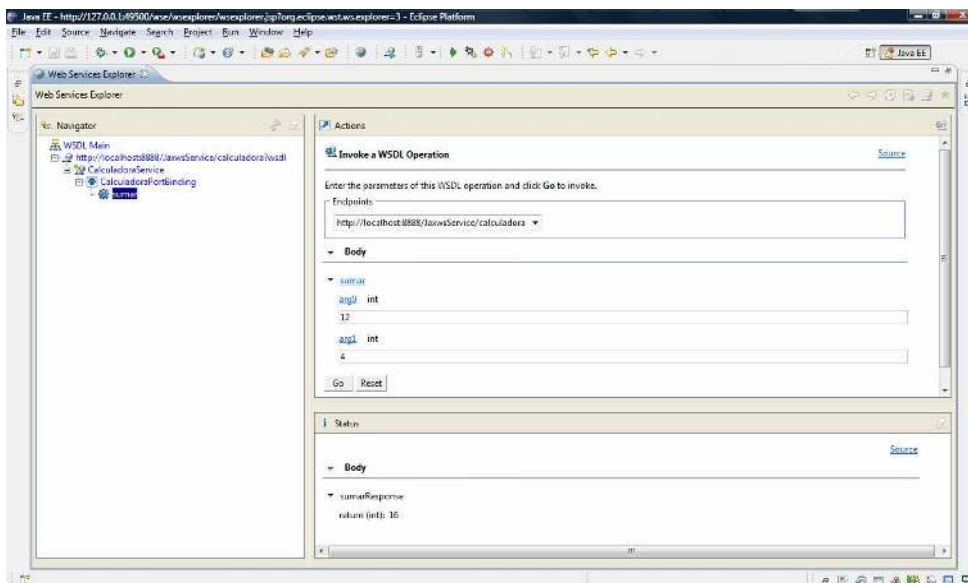 Java EE - http://127.0.0.1:49500/wse/wsexplorer/wsexplorer.jsp?org.eclipse.wst.ws.explorer=3 - Eclipse Platform
File Edit Source Navigate Search Project Run Window Help
Java EE
Web Services Explorer
Web Services Explorer
Navigator
WSDL Main
http://localhost:8888/JaxwsService/calculadora?wsdl
CalculadoraService
CalculadoraPortBinding
sumar
Actions
Invoke a WSDL Operation
Source
Enter the parameters of this WSDL operation and click Go to invoke.
Endpoints
http://localhost:8888/JaxwsService/calculadora
Body
sumar
arg0 int
12
arg1 int
4
Go Reset
i Status
Source
Body
sumarResponse
return (int): 16